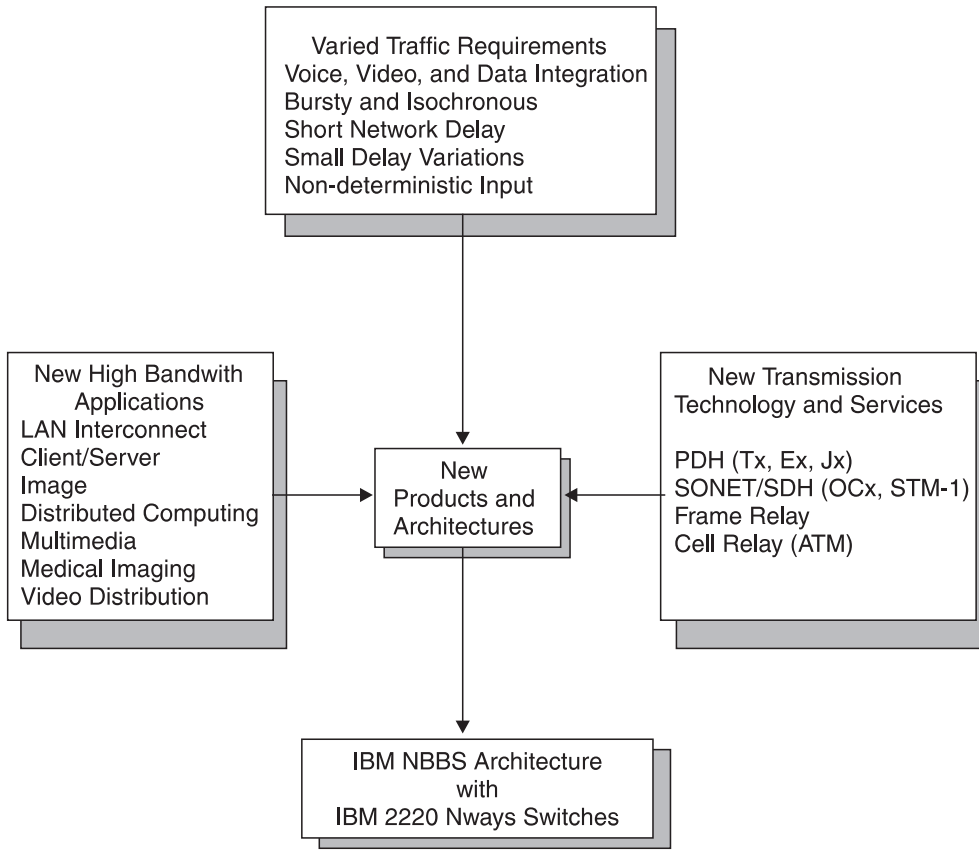 Varied Traffic Requirements
Voice, Video, and Data Integration
Bursty and Isochronous
Short Network Delay
Small Delay Variations
Non-deterministic Input
New High Bandwith
Applications
LAN Interconnect
Client/Server
Image
Distributed Computing
Multimedia
Medical Imaging
Video Distribution
New
Products and
Architectures
New Transmission
Technology and Services
PDH (Tx, Ex, Jx)
SONET/SDH (OCx, STM-1)
Frame Relay
Cell Relay (ATM)
IBM NBBS Architecture
with
IBM 2220 Nways Switches